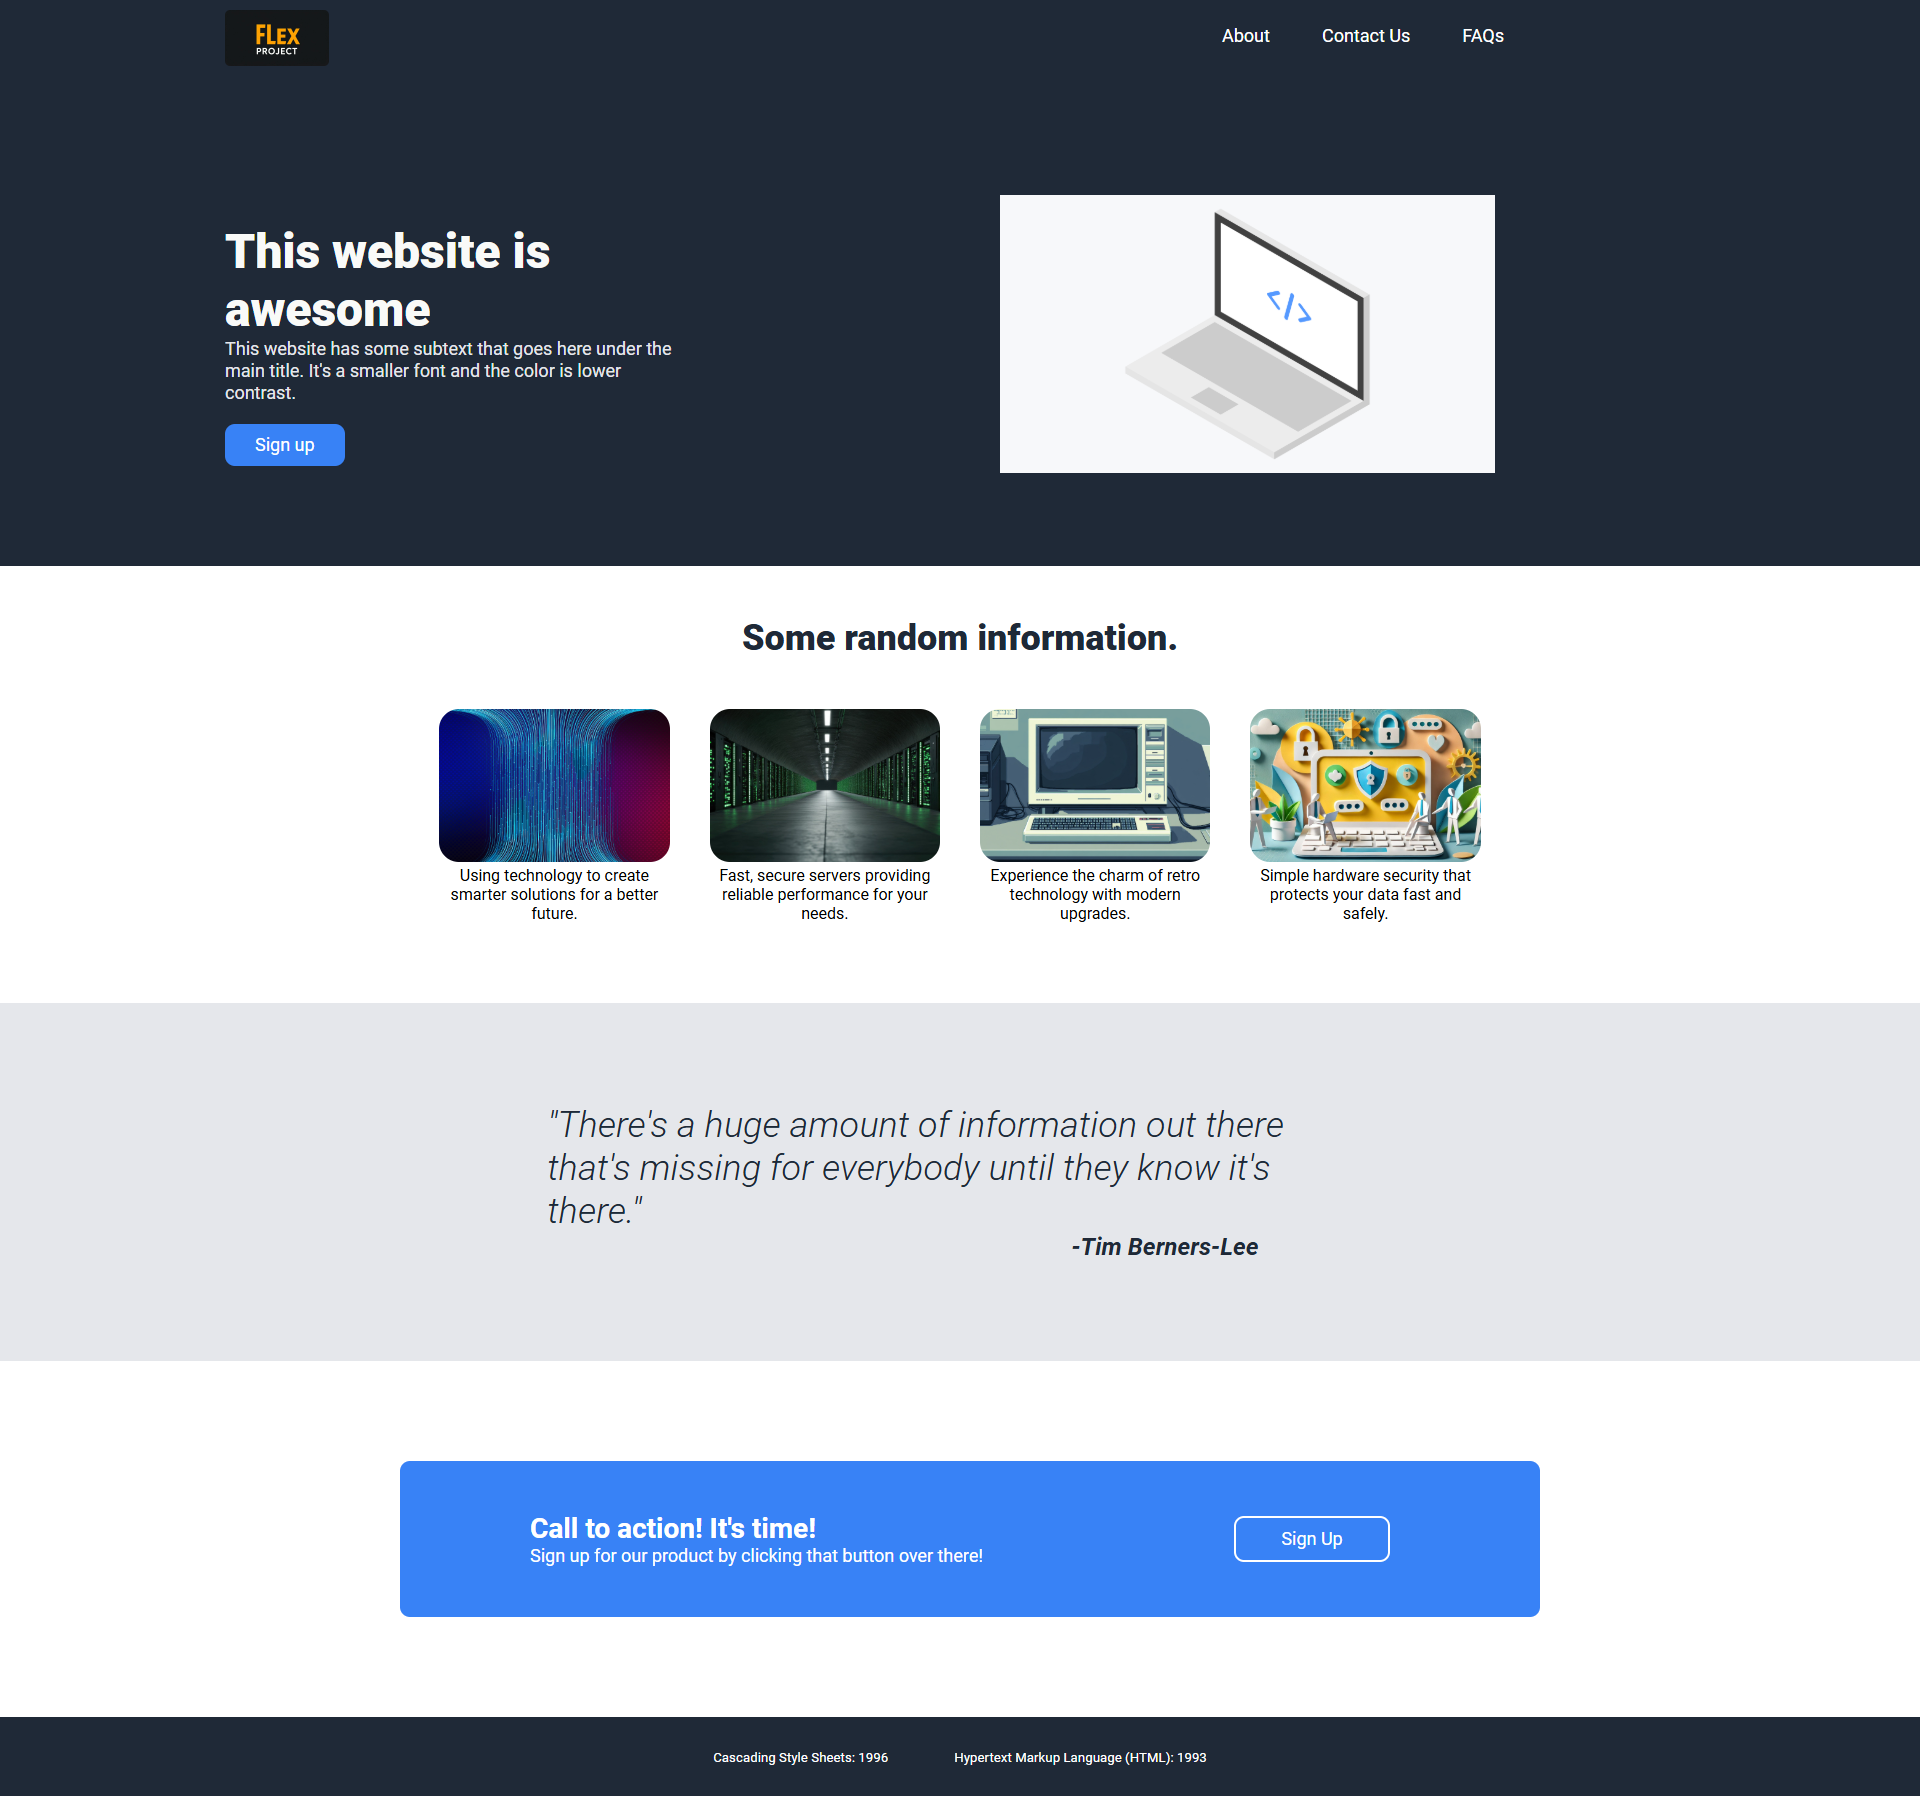 FLEX
PROJECT
About
Contact Us
FAQs
This website is
awesome
This website has some subtext that goes here under the
main title. It's a smaller font and the color is lower
contrast.
Sign up
</>
Some random information.
Using technology to create
smarter solutions for a better
future.
Fast, secure servers providing
reliable performance for your
needs.
Experience the charm of retro
technology with modern
upgrades.
Simple hardware security that
protects your data fast and
safely.
"There's a huge amount of information out there
that's missing for everybody until they know it's
there."
-Tim Berners-Lee
Call to action! It's time!
Sign up for our product by clicking that button over there!
Sign Up
Cascading Style Sheets: 1996
Hypertext Markup Language (HTML): 1993